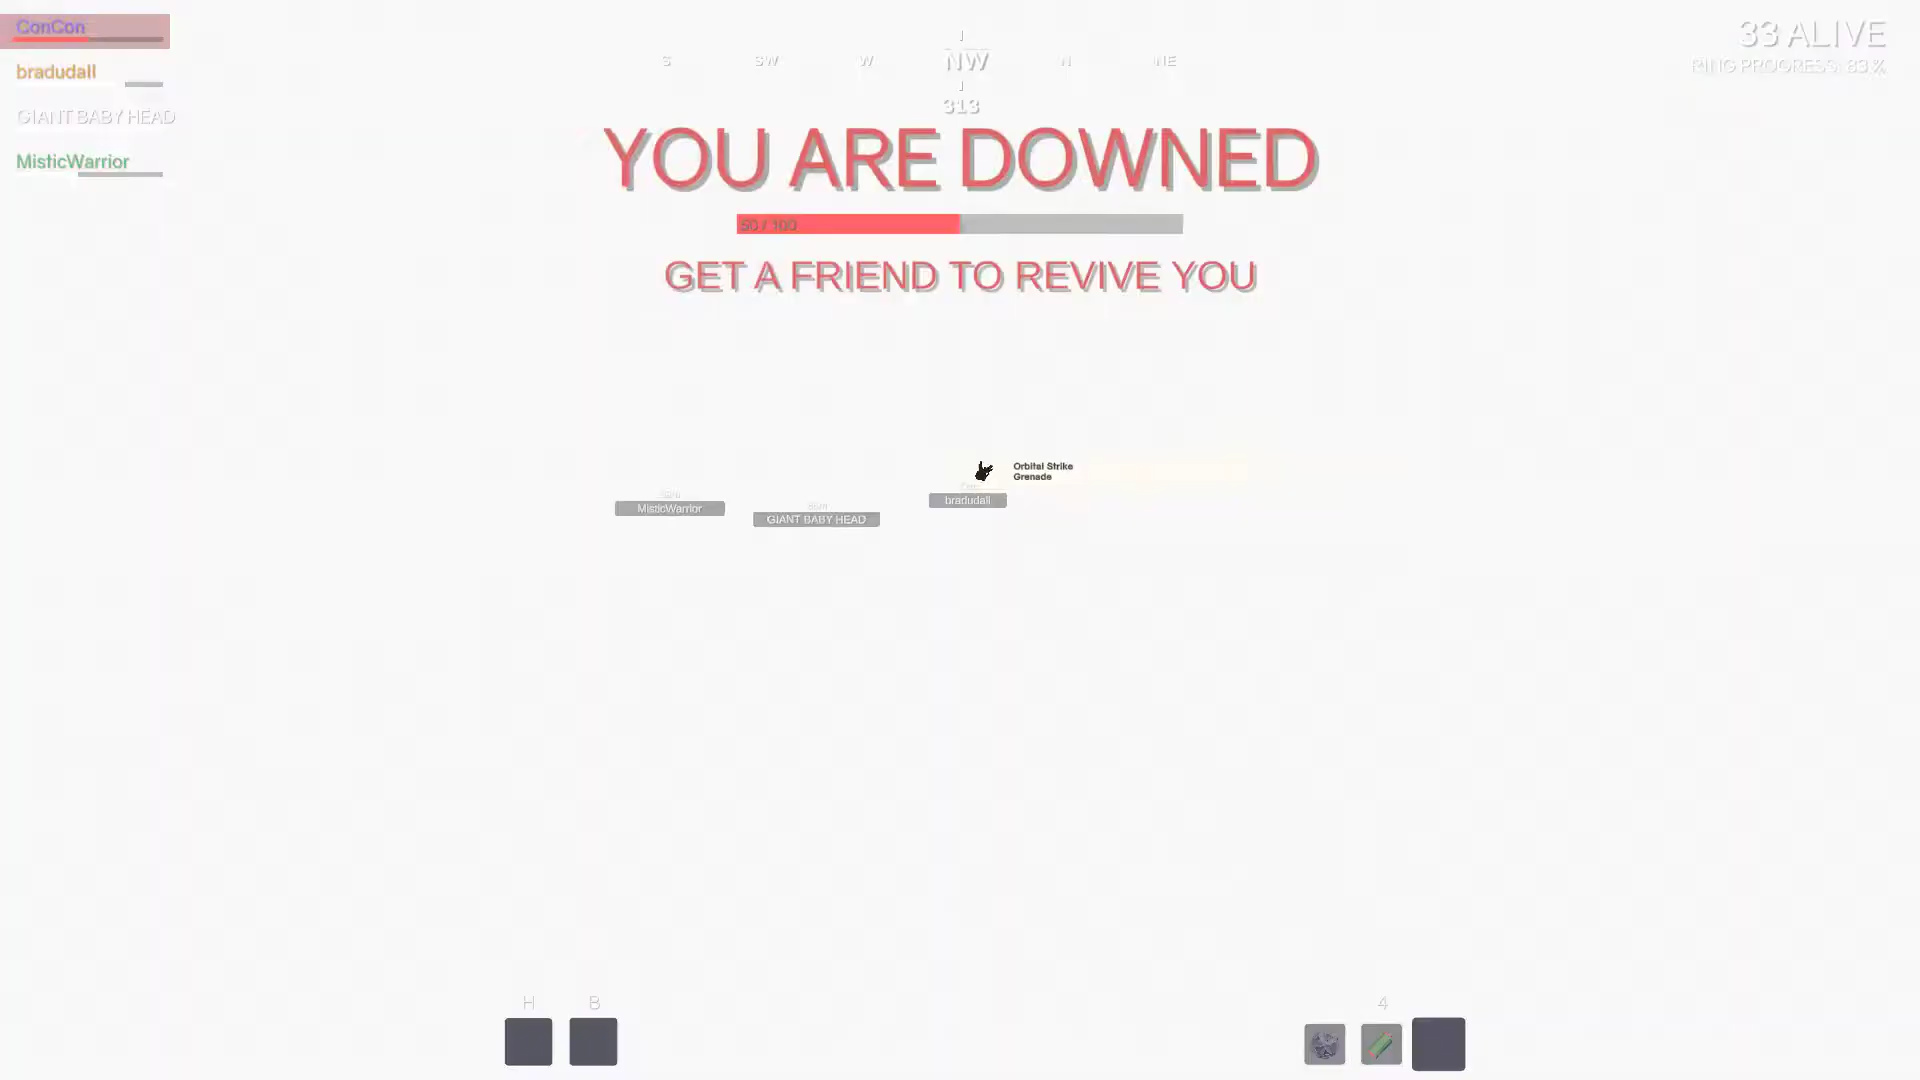 ConCon
bradudall
GIANT BABY HEAD
MisticWarrior
S SW W NW N NE
313
33 ALIVE
RING PROGRESS: 83%
YOU ARE DOWNED
50 / 100
GET A FRIEND TO REVIVE YOU
Orbital Strike
Grenade
bradudall
MisticWarrior
GIANT BABY HEAD
H B
4